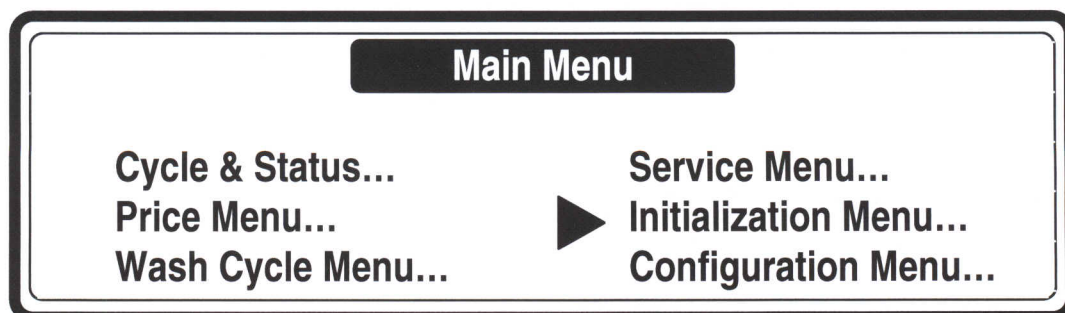 Main Menu
Cycle & Status...
Price Menu...
Wash Cycle Menu...
Service Menu...
Initialization Menu...
Configuration Menu...